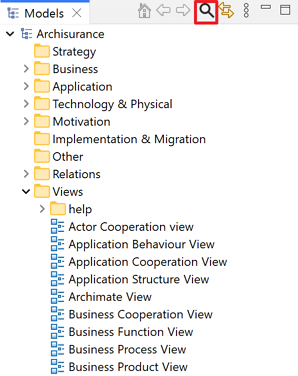 Models
Archisurance
Strategy
Business
Application
Technology & Physical
Motivation
Implementation & Migration
Other
Relations
Views
help
Actor Cooperation view
Application Behaviour View
Application Cooperation View
Application Structure View
Archimate View
Business Cooperation View
Business Function View
Business Process View
Business Product View